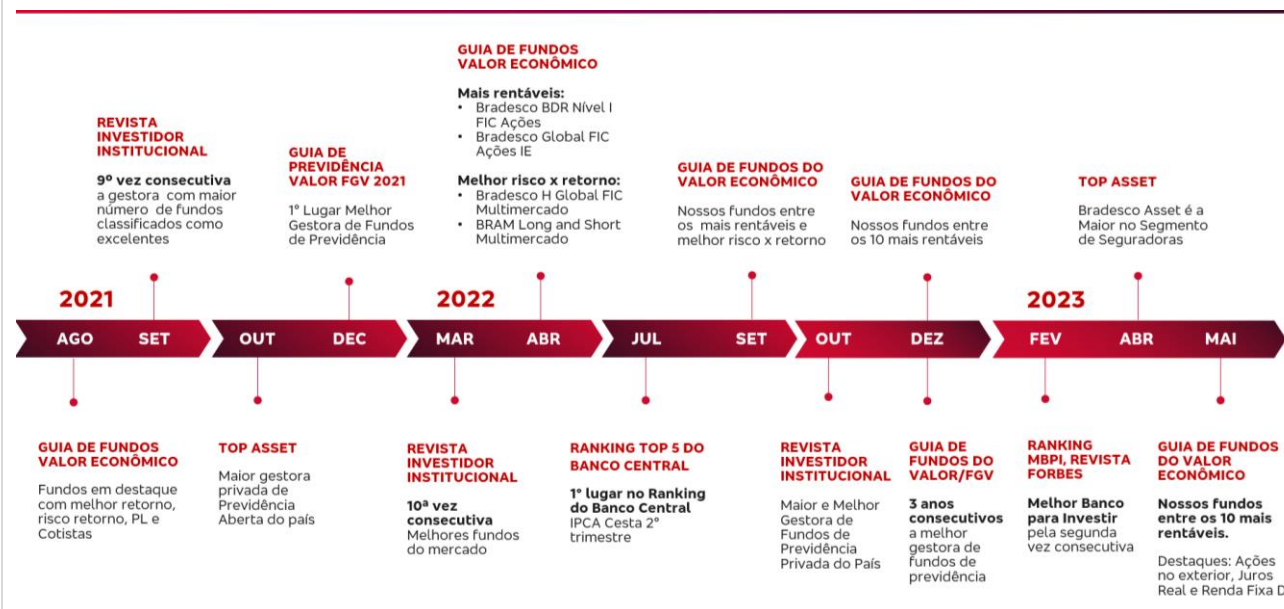 GUIA DE FUNDOS
VALOR ECONÔMICO
Mais rentáveis:
• Bradesco BDR Nível I
FIC Ações
• Bradesco Global FIC
Ações IE
Melhor risco x retorno:
• Bradesco H Global FIC
Multimercado
• BRAM Long and Short
Multimercado
REVISTA
INVESTIDOR
INSTITUCIONAL
9º vez consecutiva
a gestora com maior
número de fundos
classificados como
excelentes
GUIA DE
PREVIDÊNCIA
VALOR FGV 2021
1° Lugar Melhor
Gestora de Fundos
de Previdência
GUIA DE FUNDOS DO
VALOR ECONÔMICO
Nossos fundos entre
os mais rentáveis e
melhor risco x retorno
GUIA DE FUNDOS DO
VALOR ECONÔMICO
Nossos fundos entre
os 10 mais rentáveis
TOP ASSET
Bradesco Asset é a
Maior no Segmento
de Seguradoras
2021
2022
2023
AGO SET OUT DEC MAR ABR JUL SET OUT DEZ FEV ABR MAI
GUIA DE FUNDOS
VALOR ECONÔMICO
Fundos em destaque
com melhor retorno,
risco retorno, PL e
Cotistas
TOP ASSET
Maior gestora
privada de
Previdência
Aberta do país
REVISTA
INVESTIDOR
INSTITUCIONAL
10ª vez
consecutiva
Melhores fundos
do mercado
RANKING TOP 5 DO
BANCO CENTRAL
1° lugar no Ranking
do Banco Central
IPCA Cesta 2°
trimestre
REVISTA
INVESTIDOR
INSTITUCIONAL
Maior e Melhor
Gestora de
Fundos de
Previdência
Privada do País
GUIA DE
FUNDOS DO
VALOR/FGV
3 anos
consecutivos
a melhor
gestora de
fundos de
previdência
RANKING
MBPI, REVISTA
FORBES
Melhor Banco
para Investir
pela segunda
vez consecutiva
GUIA DE FUNDOS
DO VALOR
ECONÔMICO
Nossos fundos
entre os 10 mais
rentáveis.
Destaques: Ações
no exterior, Juros
Real e Renda Fixa D